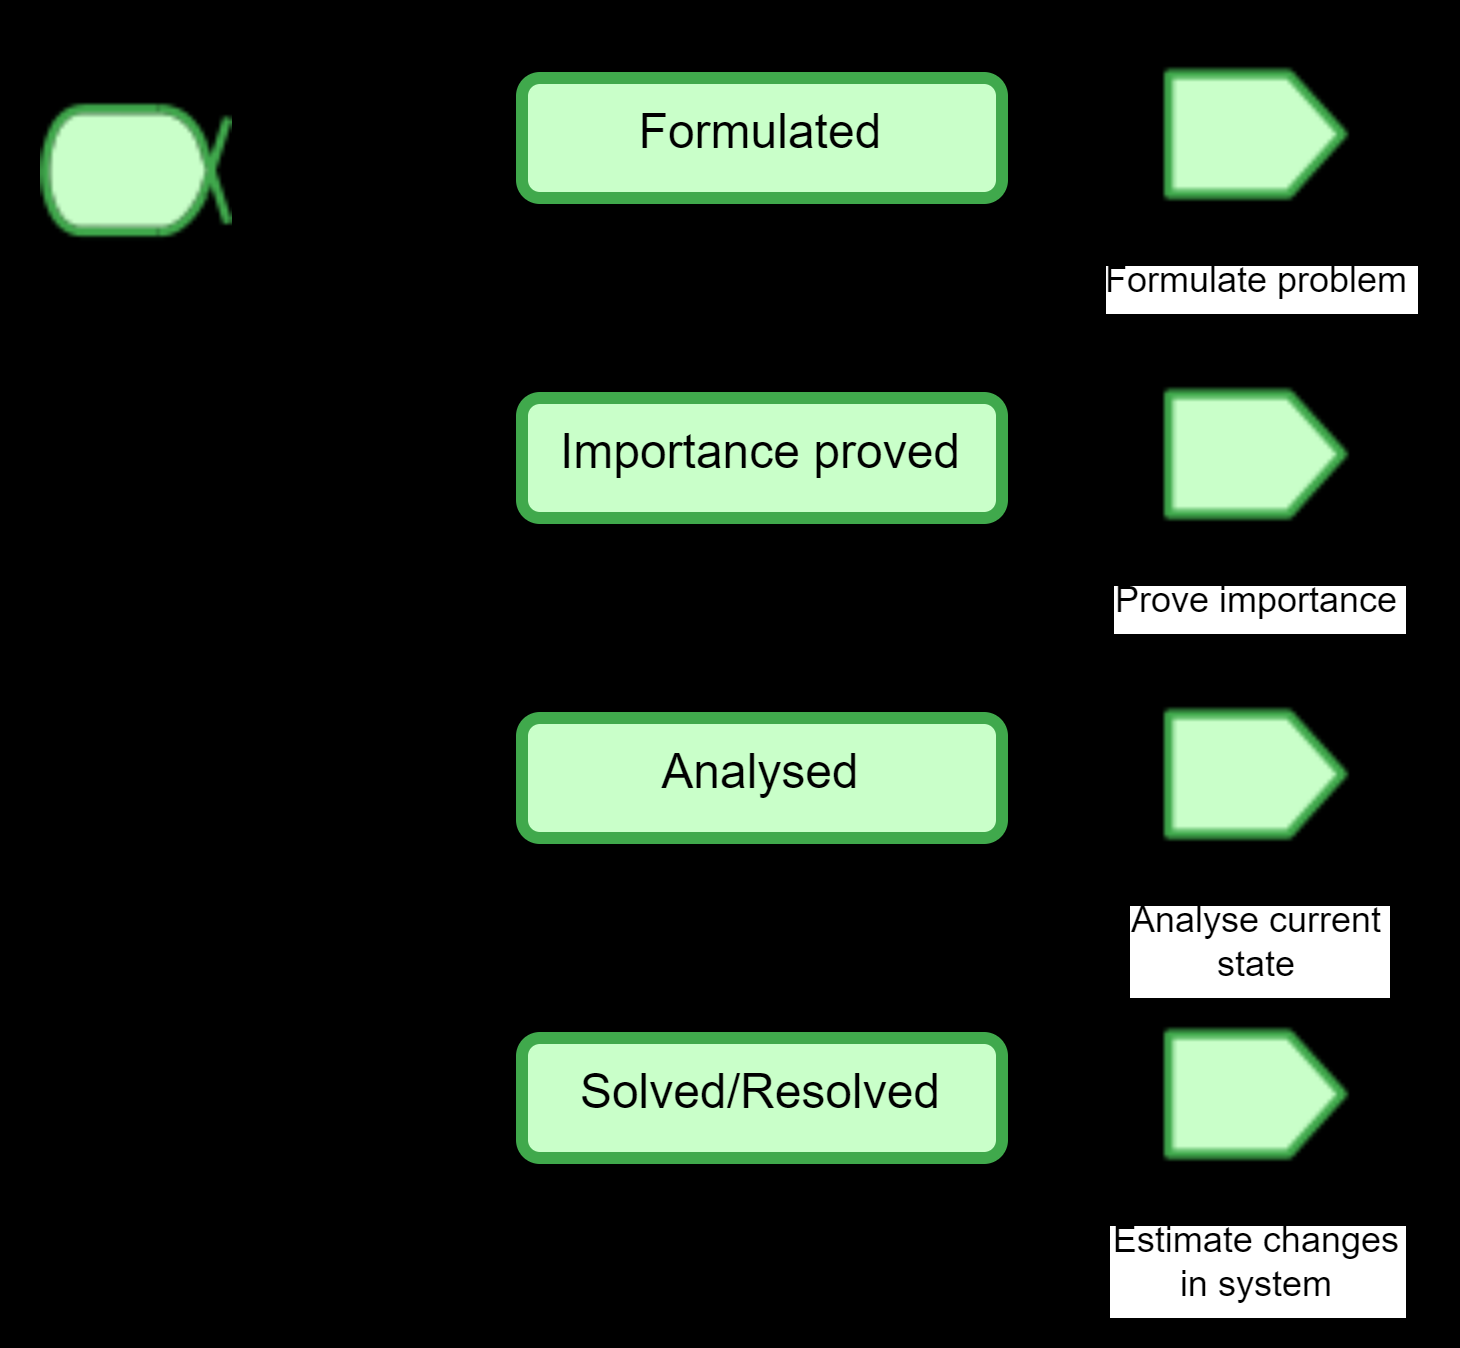 Formulated
Formulate problem
Importance proved
Prove importance
Analysed
Analyse current
state
Solved/Resolved
Estimate changes
in system